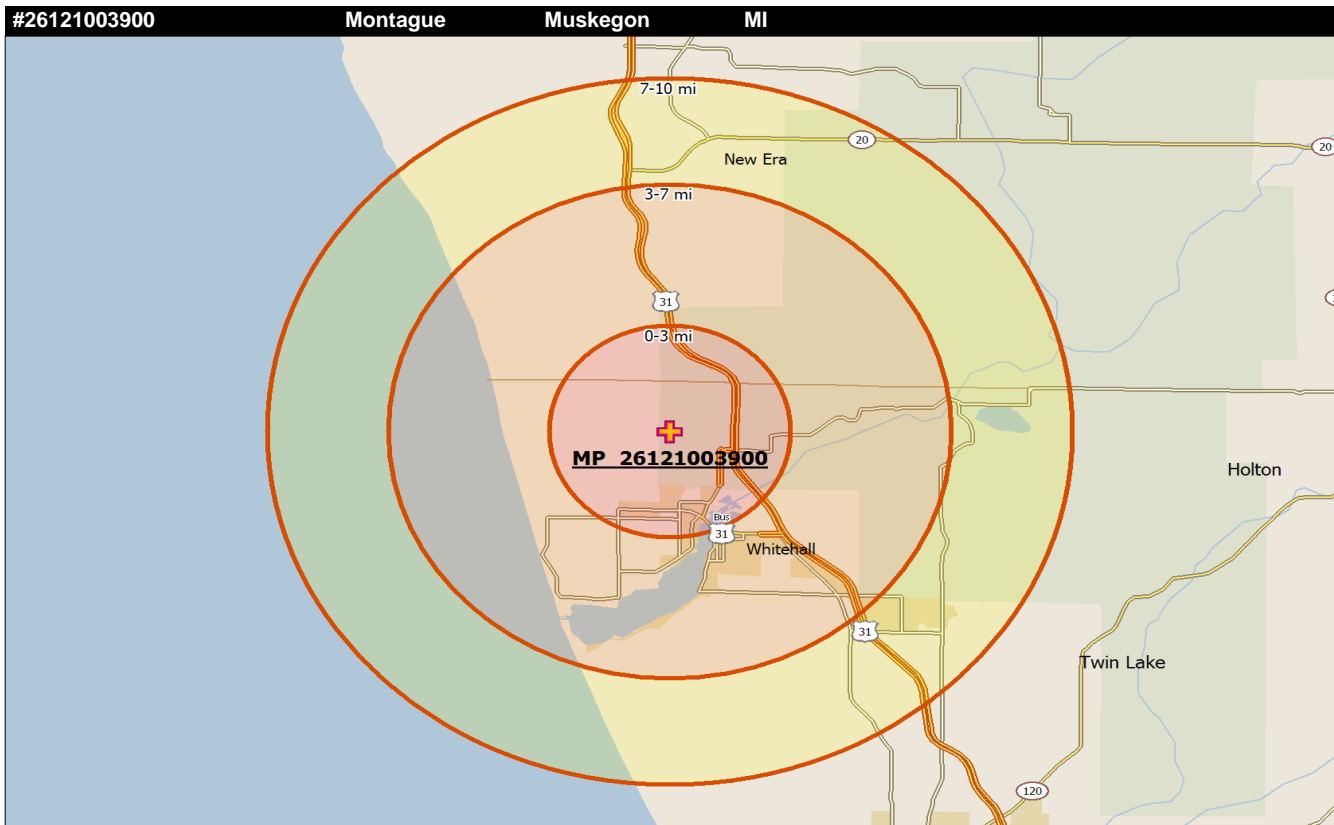 #26121003900 Montague Muskegon MI
7-10 mi
20
20
New Era
3-7 mi
31
0-3 mi
MP 26121003900
Holton
Bus
31
Whitehall
31
Twin Lake
120